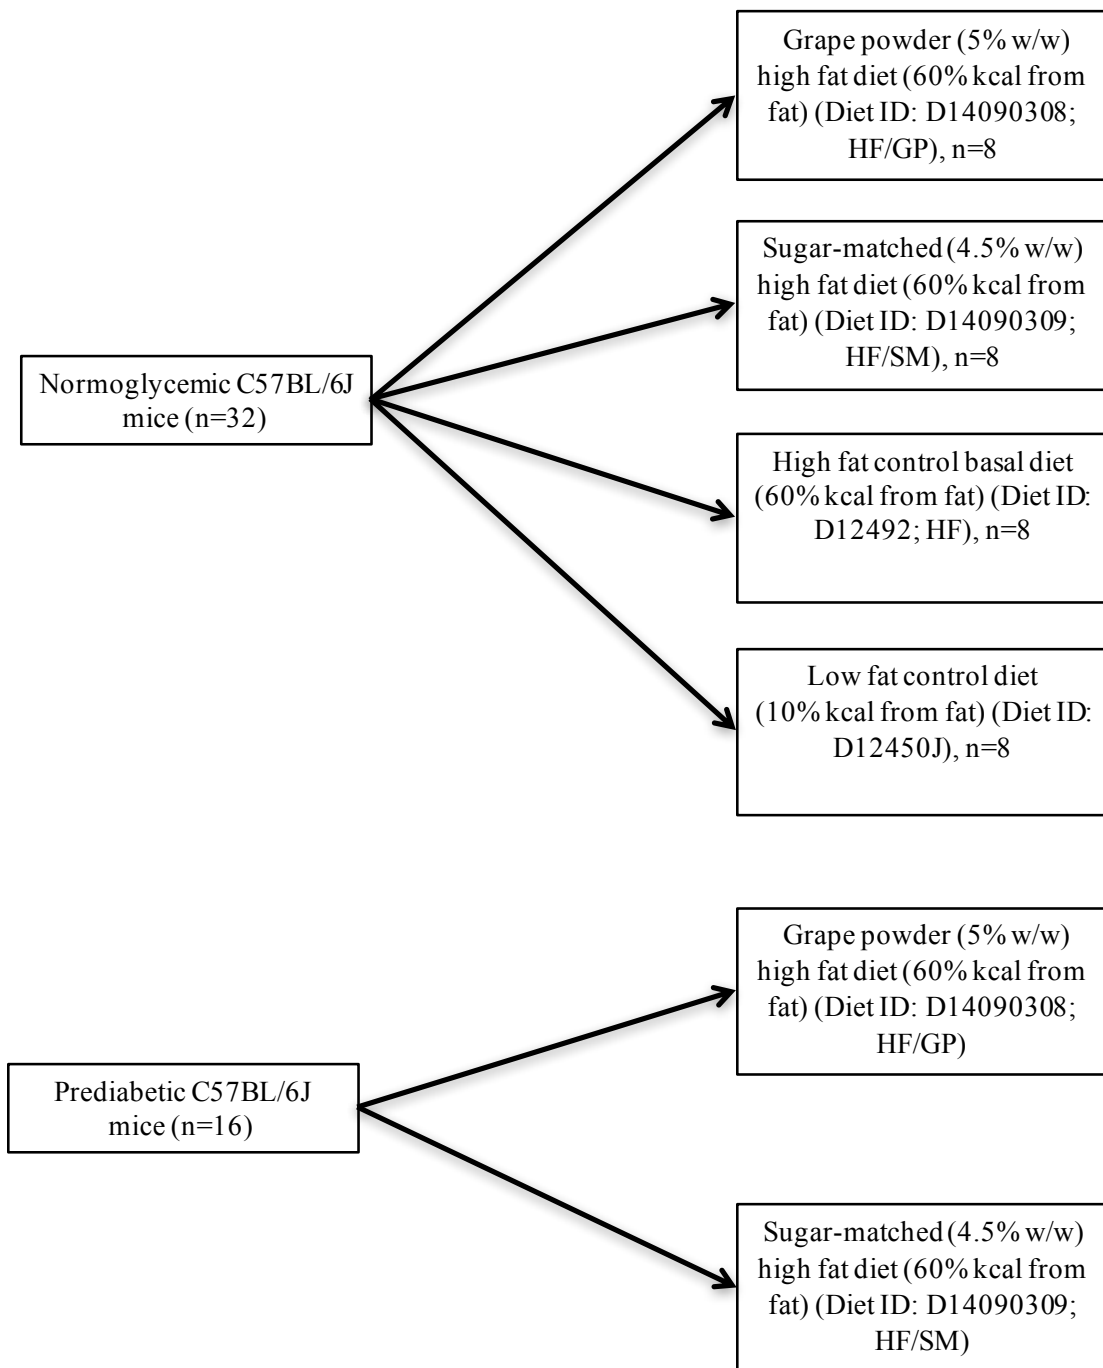 Grape powder (5% w/w)
high fat diet (60% kcal from
fat) (Diet ID: D14090308;
HF/GP), n=8
Sugar-matched (4.5% w/w)
high fat diet (60% kcal from
fat) (Diet ID: D14090309;
HF/SM), n=8
Normoglycemic C57BL/6J
mice (n=32)
High fat control basal diet
(60% kcal from fat) (Diet ID:
D12492; HF), n=8
Low fat control diet
(10% kcal from fat) (Diet ID:
D12450J), n=8
Grape powder (5% w/w)
high fat diet (60% kcal from
fat) (Diet ID: D14090308;
HF/GP)
Prediabetic C57BL/6J
mice (n=16)
Sugar-matched (4.5% w/w)
high fat diet (60% kcal from
fat) (Diet ID: D14090309;
HF/SM)